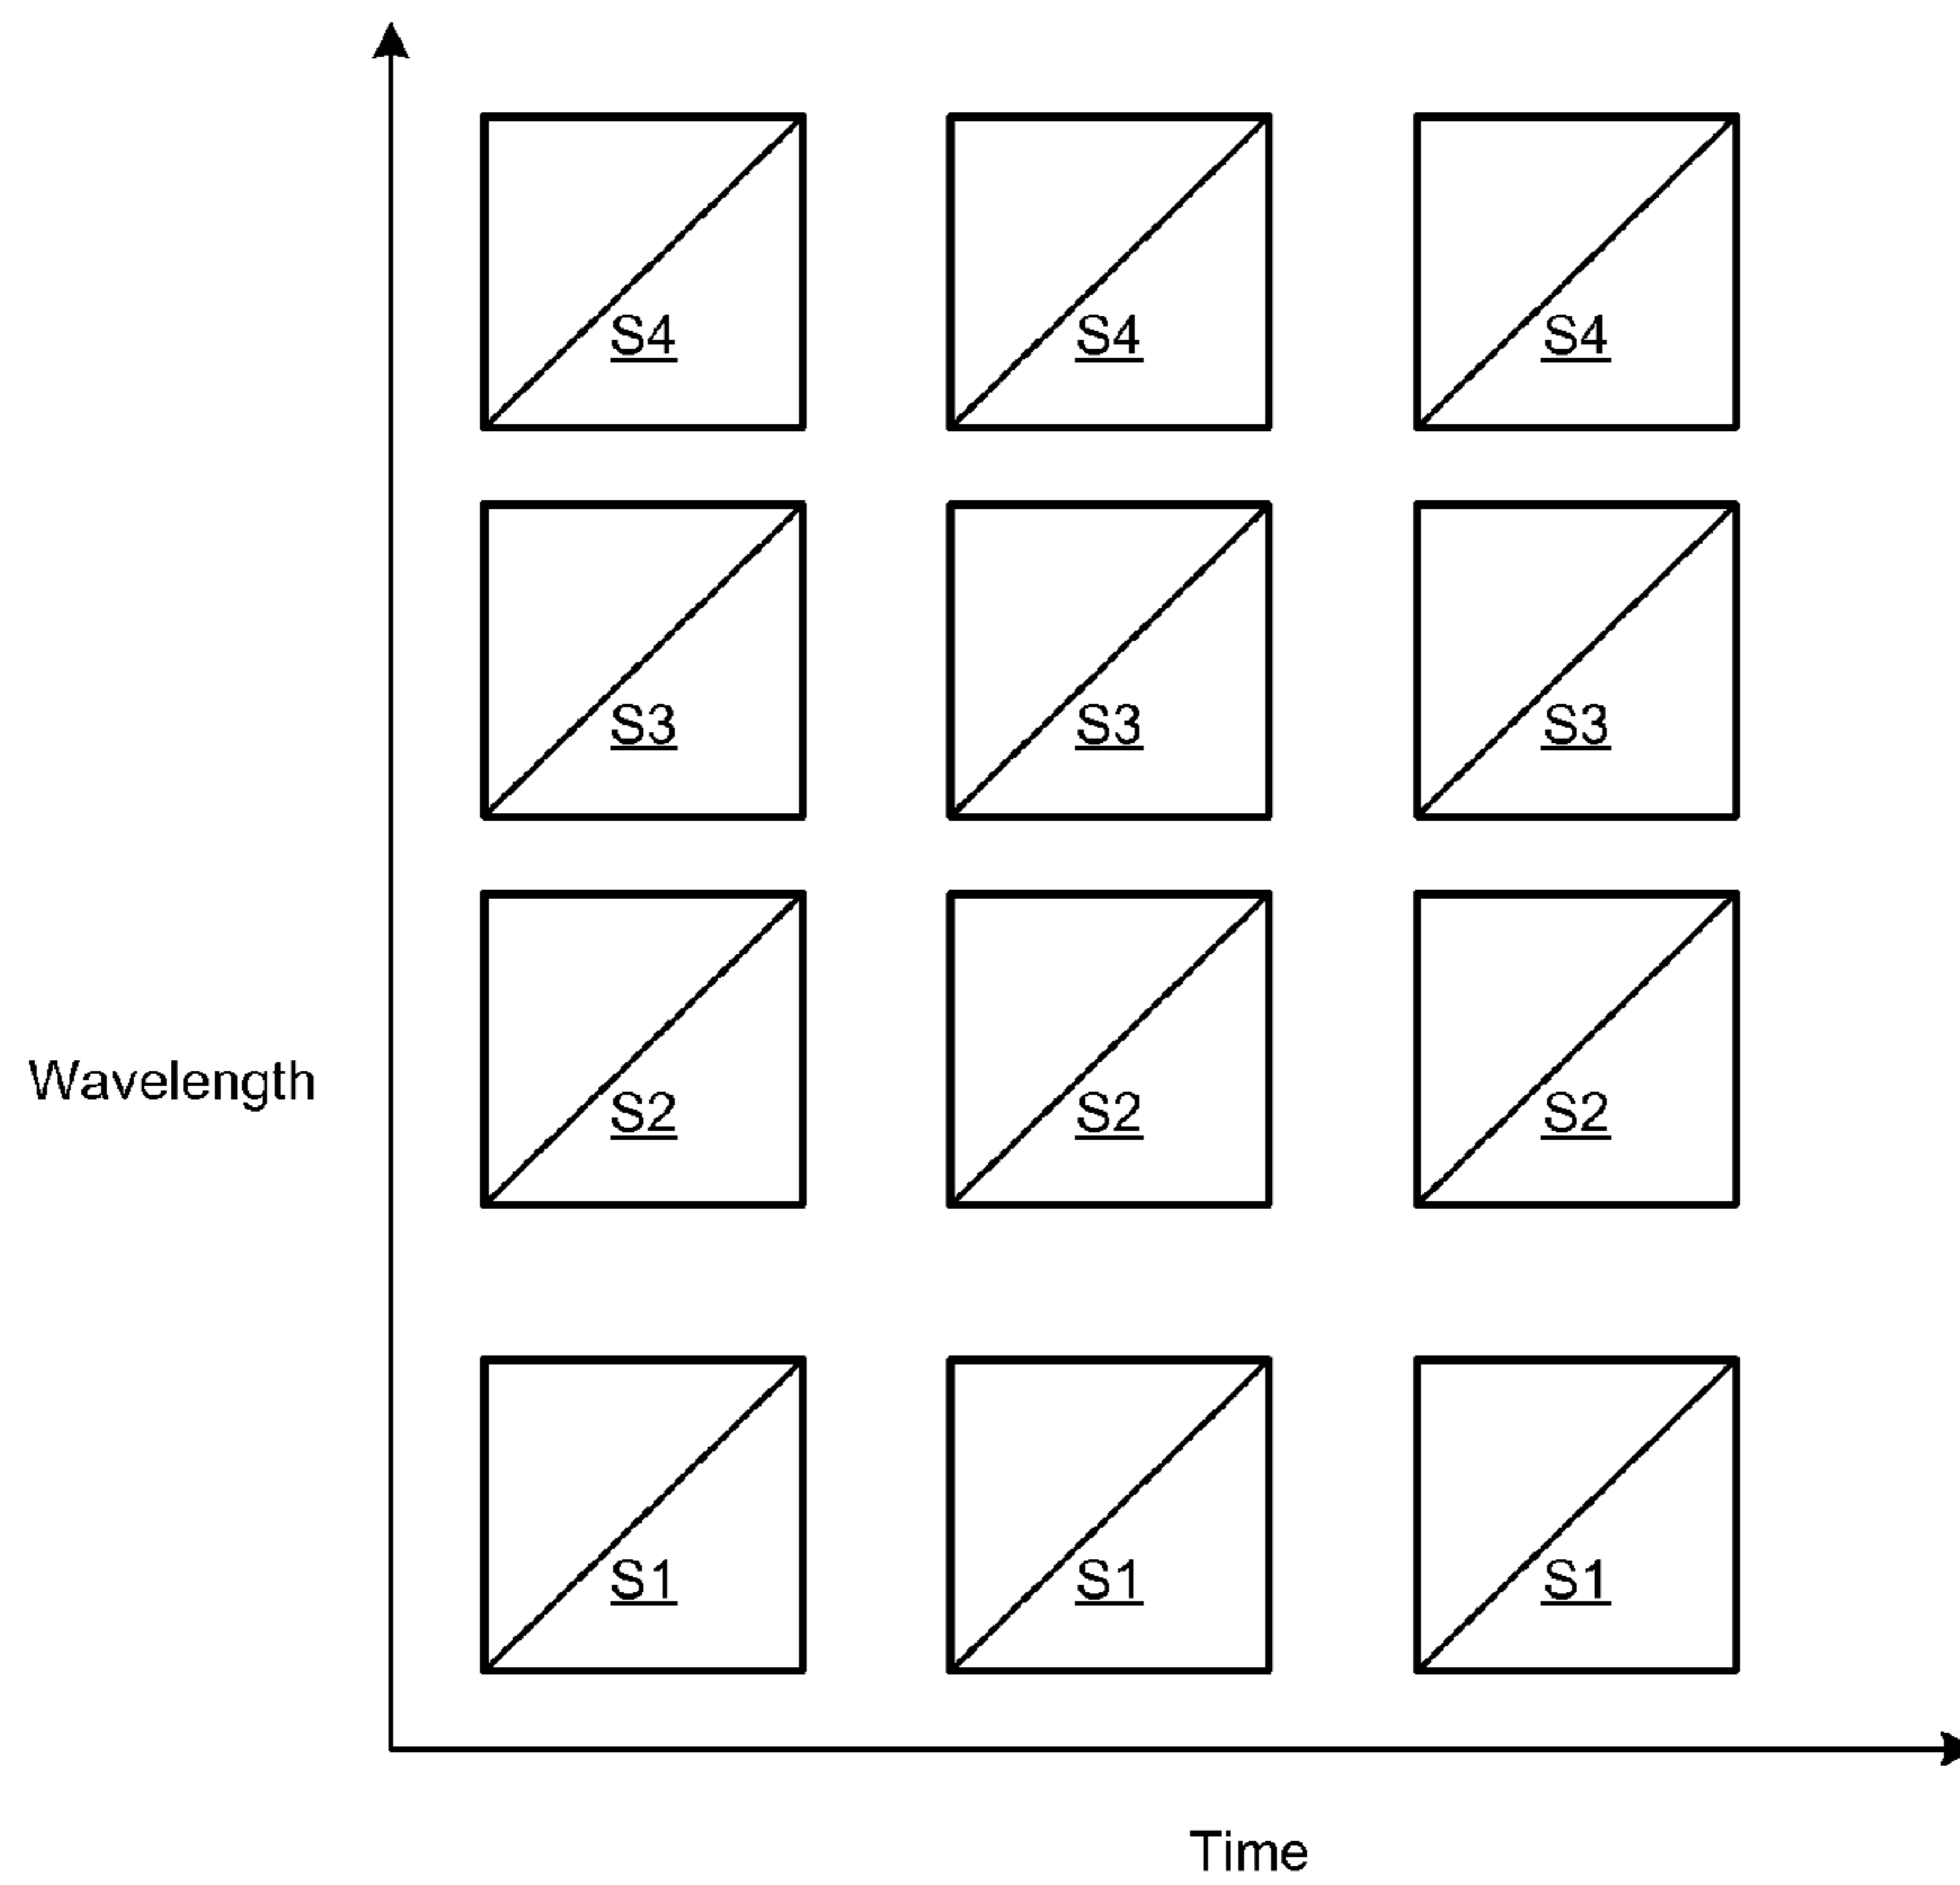 S4 S4 S4
S3 S3 S3
Wavelength
S2 S2 S2
S1 S1 S1
Time